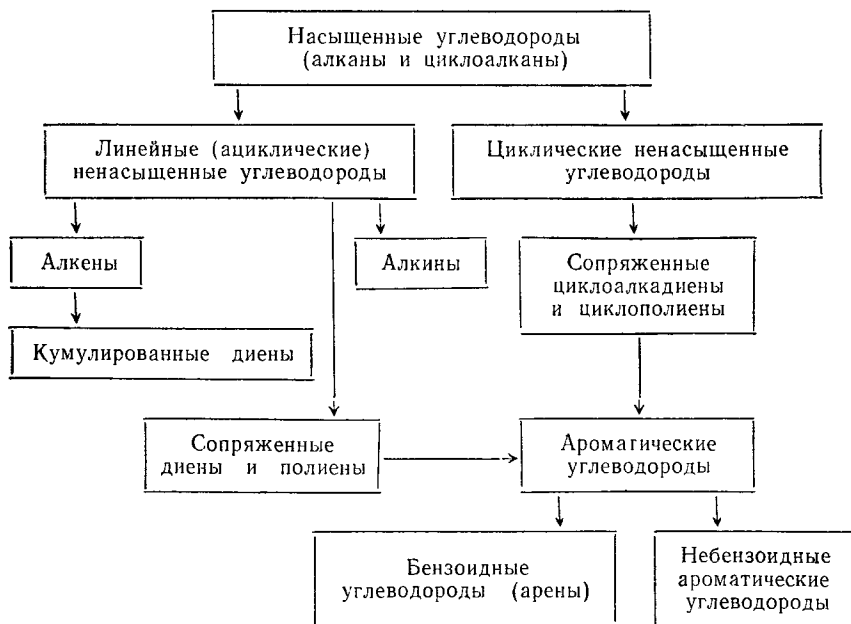 Насыщенные углеводороды
(алканы и циклоалканы)
Линейные (ациклические)
ненасыщенные углеводороды
Циклические ненасыщенные
углеводороды
Алкены
Алкины
Сопряженные
циклоалкадиены
и циклополиены
Кумулированные диены
Сопряженные
диены и полиены
Ароматические
углеводороды
Бензоидные
углеводороды (арены)
Небензоидные
ароматические
углеводороды